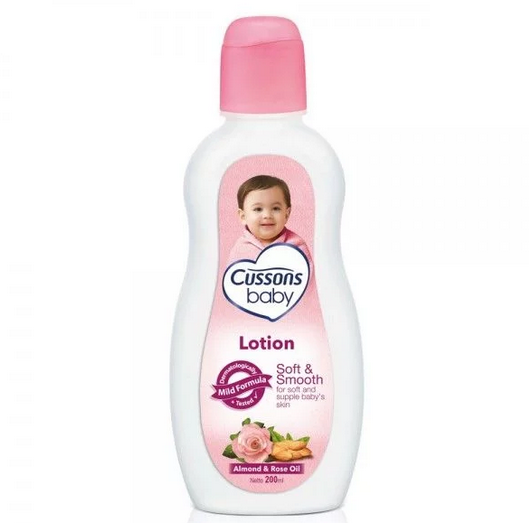 Cussons
baby
Lotion
Dermatologically
Mild Formula
+ Tested ✓
Soft &
Smooth
for soft and
supple baby's
skin
Almond & Rose Oil
Netto 200ml